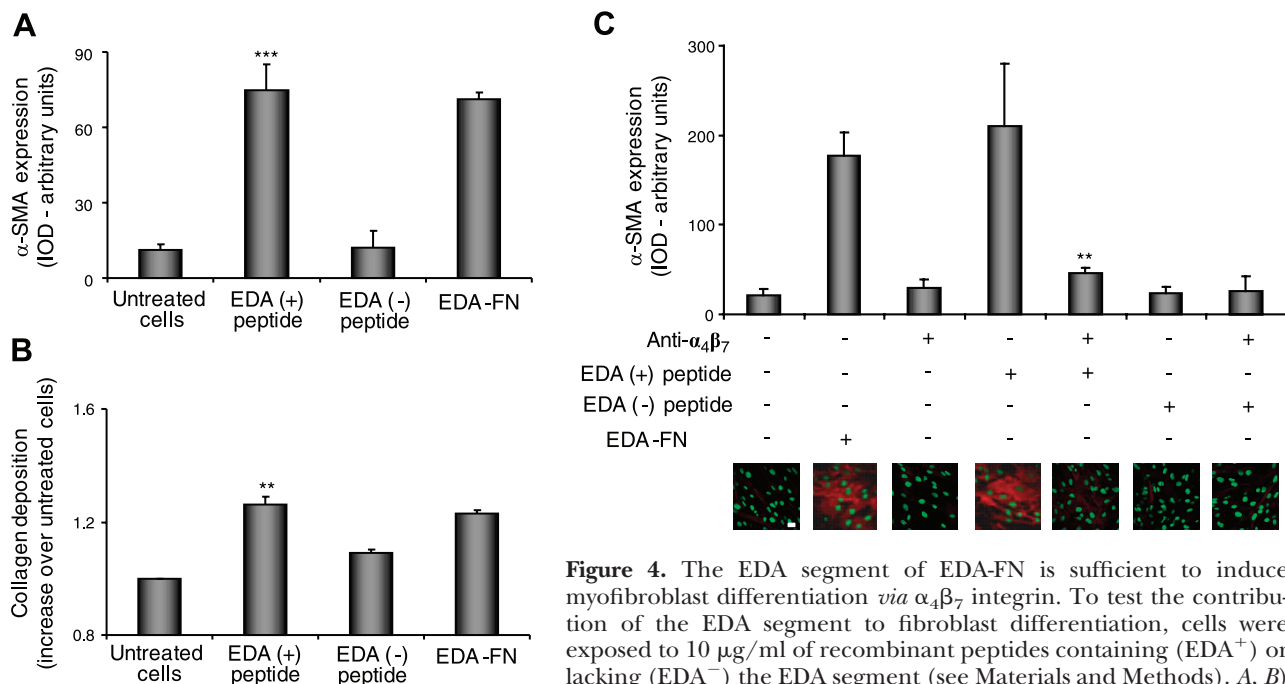 A
α-SMA expression
(IOD - arbitrary units)
90
60
30
0
***
Untreated cells
EDA (+) peptide
EDA (-) peptide
EDA-FN
B
Collagen deposition
(increase over untreated cells)
1.6
1.4
1.2
0.8
**
Untreated cells
EDA (+) peptide
EDA (-) peptide
EDA-FN
C
α-SMA expression
(IOD - arbitrary units)
300
200
100
0
**
Anti-α₄β₇ - - + - + - +
EDA (+) peptide - - - + + - -
EDA (-) peptide - - - - - + +
EDA-FN - + - - - - -
Figure 4. The EDA segment of EDA-FN is sufficient to induce
myofibroblast differentiation via α₄β₇ integrin. To test the contribu-
tion of the EDA segment to fibroblast differentiation, cells were
exposed to 10 μg/ml of recombinant peptides containing (EDA⁺) or
lacking (EDA⁻) the EDA segment (see Materials and Methods). A, B)